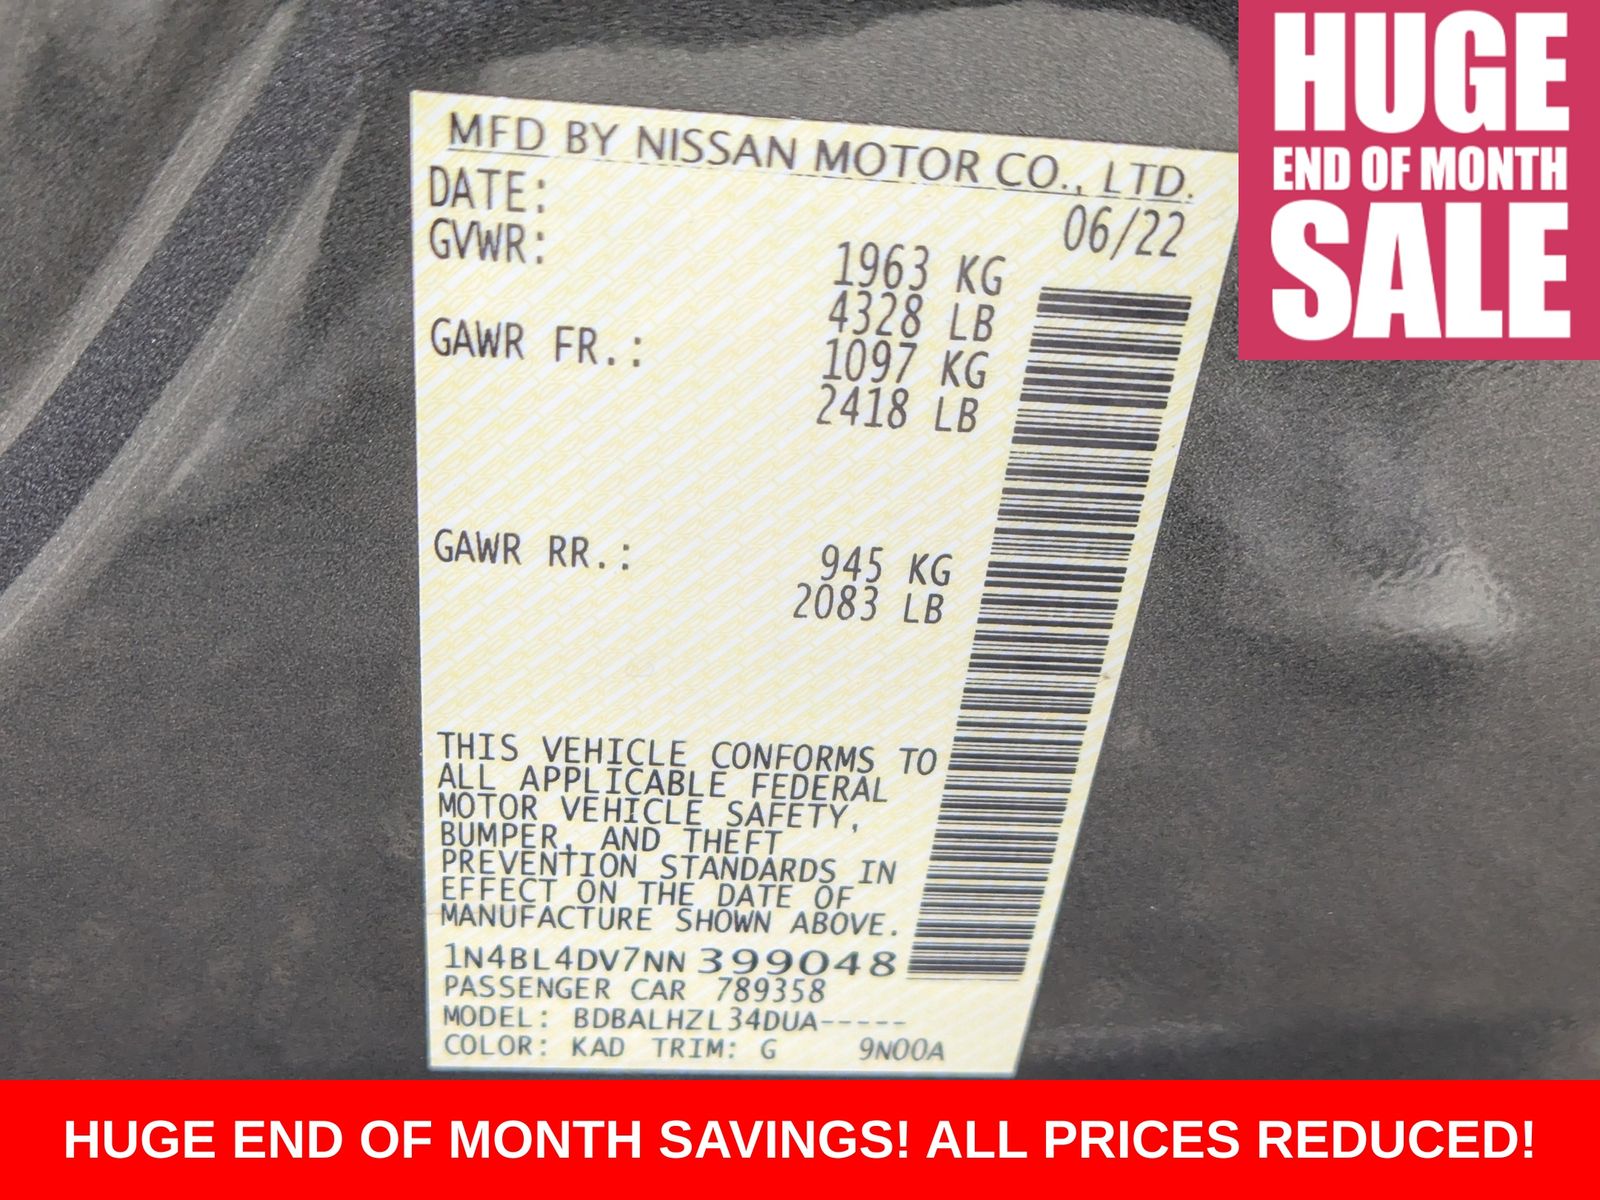 HUGE
END OF MONTH
SALE
MFD BY NISSAN MOTOR CO., LTD.
DATE: 06/22
GVWR: 1963 KG
4328 LB
GAWR FR.: 1097 KG
2418 LB
GAWR RR.: 945 KG
2083 LB
THIS VEHICLE CONFORMS TO
ALL APPLICABLE FEDERAL
MOTOR VEHICLE SAFETY,
BUMPER, AND THEFT
PREVENTION STANDARDS IN
EFFECT ON THE DATE OF
MANUFACTURE SHOWN ABOVE.
1N4BL4DV7NN399048
PASSENGER CAR 789358
MODEL: BDBALHZL34DUA-----
COLOR: KAD TRIM: G 9N00A
HUGE END OF MONTH SAVINGS! ALL PRICES REDUCED!